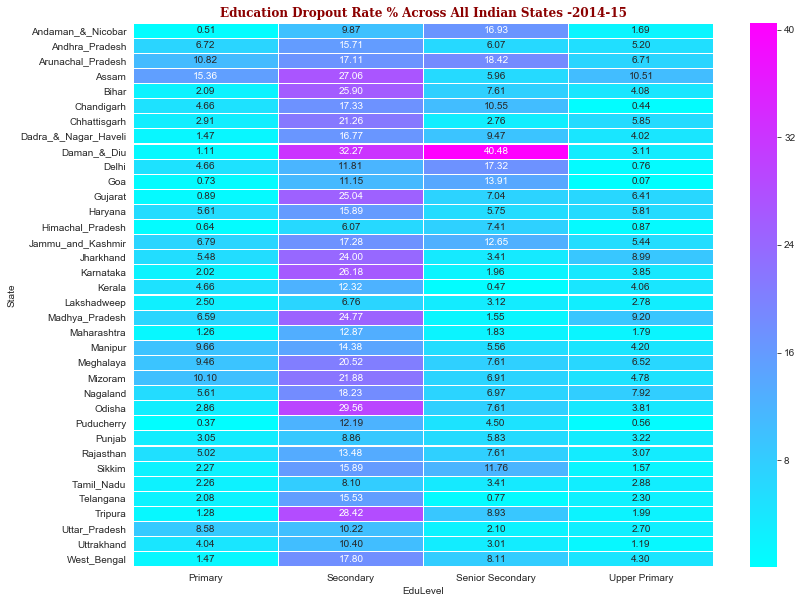 Education Dropout Rate % Across All Indian States -2014-15
Andaman_&_Nicobar 0.51 9.87 16.93 1.69
Andhra_Pradesh 6.72 15.71 6.07 5.20
Arunachal_Pradesh 10.82 17.11 18.42 6.71
Assam 15.36 27.06 5.96 10.51
Bihar 2.09 25.90 7.61 4.08
Chandigarh 4.66 17.33 10.55 0.44
Chhattisgarh 2.91 21.26 2.76 5.85
Dadra_&_Nagar_Haveli 1.47 16.77 9.47 4.02
Daman_&_Diu 1.11 32.27 40.48 3.11
Delhi 4.66 11.81 17.32 0.76
Goa 0.73 11.15 13.91 0.07
Gujarat 0.89 25.04 7.04 6.41
Haryana 5.61 15.89 5.75 5.81
Himachal_Pradesh 0.64 6.07 7.41 0.87
Jammu_and_Kashmir 6.79 17.28 12.65 5.44
Jharkhand 5.48 24.00 3.41 8.99
Karnataka 2.02 26.18 1.96 3.85
Kerala 4.66 12.32 0.47 4.06
Lakshadweep 2.50 6.76 3.12 2.78
Madhya_Pradesh 6.59 24.77 1.55 9.20
Maharashtra 1.26 12.87 1.83 1.79
Manipur 9.66 14.38 5.56 4.20
Meghalaya 9.46 20.52 7.61 6.52
Mizoram 10.10 21.88 6.91 4.78
Nagaland 5.61 18.23 6.97 7.92
Odisha 2.86 29.56 7.61 3.81
Puducherry 0.37 12.19 4.50 0.56
Punjab 3.05 8.86 5.83 3.22
Rajasthan 5.02 13.48 7.61 3.07
Sikkim 2.27 15.89 11.76 1.57
Tamil_Nadu 2.26 8.10 3.41 2.88
Telangana 2.08 15.53 0.77 2.30
Tripura 1.28 28.42 8.93 1.99
Uttar_Pradesh 8.58 10.22 2.10 2.70
Uttrakhand 4.04 10.40 3.01 1.19
West_Bengal 1.47 17.80 8.11 4.30
Primary Secondary Senior Secondary Upper Primary
EduLevel
State
40
32
24
16
8